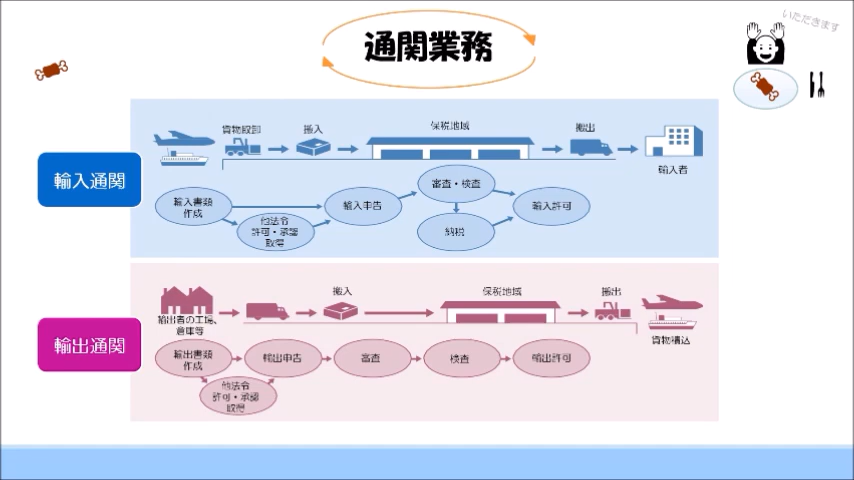 通関業務
いただきます
輸入通関
貨物取卸
搬入
保税地域
搬出
輸入者
輸入書類
作成
他法令
許可・承認
取得
輸入申告
審査・検査
納税
輸入許可
輸出通関
輸出者の工場、
倉庫等
搬入
保税地域
搬出
貨物積込
輸出書類
作成
他法令
許可・承認
取得
輸出申告
審査
検査
輸出許可